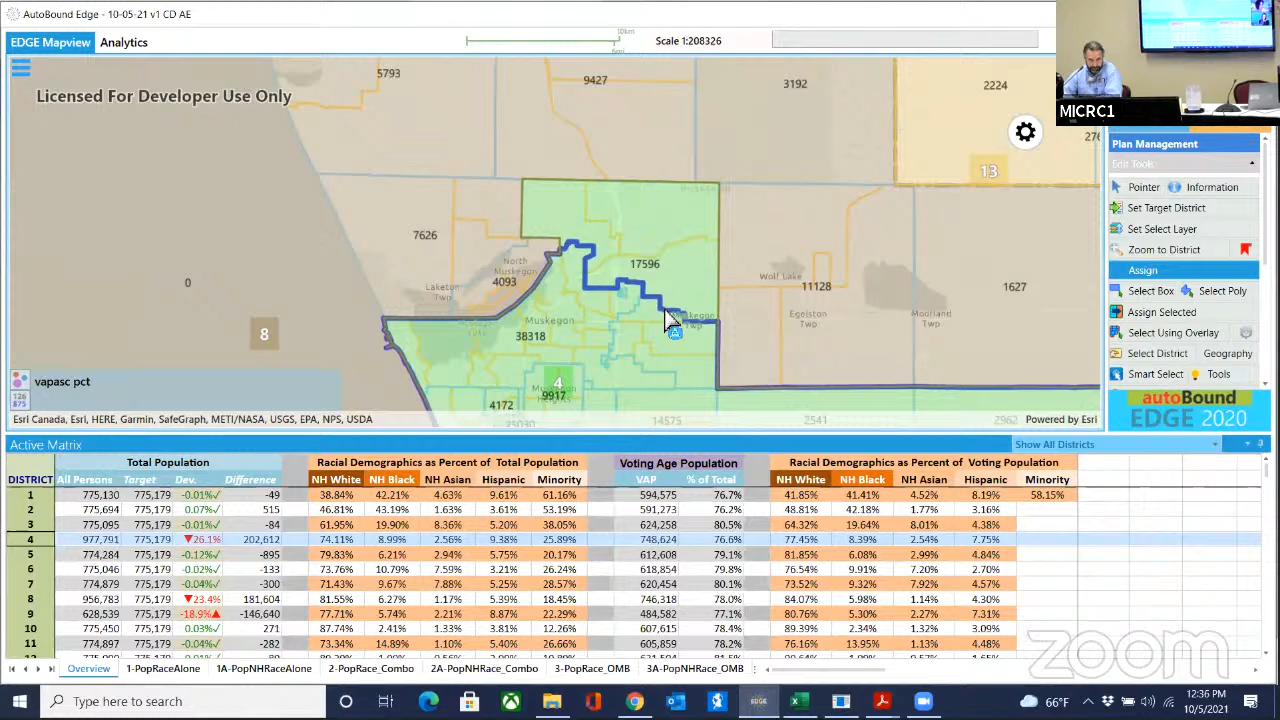 AutoBound Edge - 10-05-21 v1 CD AE
EDGE Mapview Analytics 10km Scale 1:208326
Licensed For Developer Use Only
5793 9427 3192 2224
13
7626 North Muskegon 4093 17596
Laketon Twp
Wolf Lake 11128 1627
Egelston Twp Moorland Twp
0 8
Muskegon 38318
4 9917
4172 25030 14575 2541 2962
vapasc pct
Esri Canada, Esri, HERE, Garmin, SafeGraph, METI/NASA, USGS, EPA, NPS, USDA Powered by Esri
MICRC1
Plan Management
Edit Tools
Pointer Information
Set Target District
Set Select Layer
Zoom to District
Assign
Select Box Select Poly
Assign Selected
Select Using Overlay
Select District Geography
Smart Select Tools
autoBound
EDGE 2020
Active Matrix Show All Districts
Total Population Racial Demographics as Percent of Total Population Voting Age Population Racial Demographics as Percent of Voting Population
DISTRICT All Persons Target Dev. Difference NH White NH Black NH Asian Hispanic Minority VAP % of Total NH White NH Black NH Asian Hispanic Minority
1 775,130 775,179 -0.01%✓ -49 38.84% 42.21% 4.63% 9.61% 61.16% 594,575 76.7% 41.85% 41.41% 4.52% 8.19% 58.15%
2 775,694 775,179 0.07%✓ 515 46.81% 43.19% 1.63% 3.61% 53.19% 591,273 76.2% 48.81% 42.18% 1.77% 3.16%
3 775,095 775,179 -0.01%✓ -84 61.95% 19.90% 8.36% 5.20% 38.05% 624,258 80.5% 64.32% 19.64% 8.01% 4.38%
4 977,791 775,179 ▼26.1% 202,612 74.11% 8.99% 2.56% 9.38% 25.89% 748,624 76.6% 77.45% 8.39% 2.54% 7.75%
5 774,284 775,179 -0.12%✓ -895 79.83% 6.21% 2.94% 5.75% 20.17% 612,608 79.1% 81.85% 6.08% 2.99% 4.84%
6 775,046 775,179 -0.02%✓ -133 73.76% 10.79% 7.59% 3.21% 26.24% 618,854 79.8% 76.54% 9.91% 7.20% 2.70%
7 774,879 775,179 -0.04%✓ -300 71.43% 9.67% 7.88% 5.25% 28.57% 620,454 80.1% 73.52% 9.32% 7.92% 4.57%
8 956,783 775,179 ▼23.4% 181,604 81.55% 6.27% 1.17% 5.39% 18.45% 746,318 78.0% 84.07% 5.98% 1.14% 4.30%
9 628,539 775,179 -18.9%▲ -146,640 77.71% 5.74% 2.21% 8.87% 22.29% 484,582 77.1% 80.76% 5.30% 2.27% 7.31%
10 775,450 775,179 0.03%✓ 271 87.74% 2.41% 1.33% 3.81% 12.26% 607,615 78.4% 89.39% 2.34% 1.32% 3.09%
11 774,897 775,179 -0.04%✓ -282 73.34% 14.89% 1.10% 5.40% 26.66% 605,859 78.2% 76.16% 13.95% 1.13% 4.48%
Overview 1-PopRaceAlone 1A-PopNHRaceAlone 2-PopRace_Combo 2A-PopNHRace_Combo 3-PopRace_OMB 3A-PopNHRace_OMB
zoom
Type here to search
66°F
12:36 PM
10/5/2021